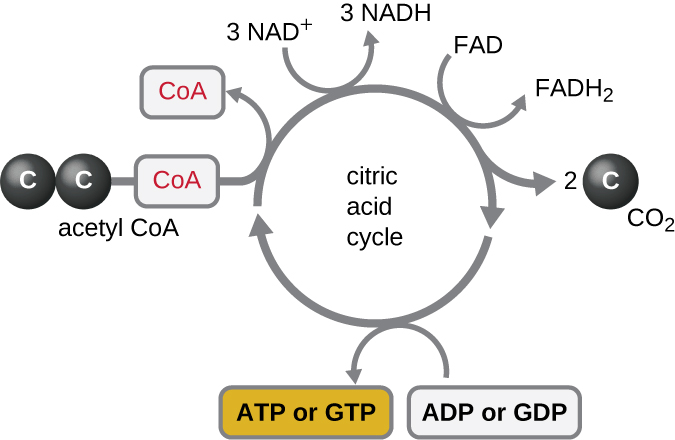 3 NAD⁺
3 NADH
FAD
FADH₂
CoA
C
C
CoA
acetyl CoA
citric
acid
cycle
2
C
CO₂
ATP or GTP
ADP or GDP